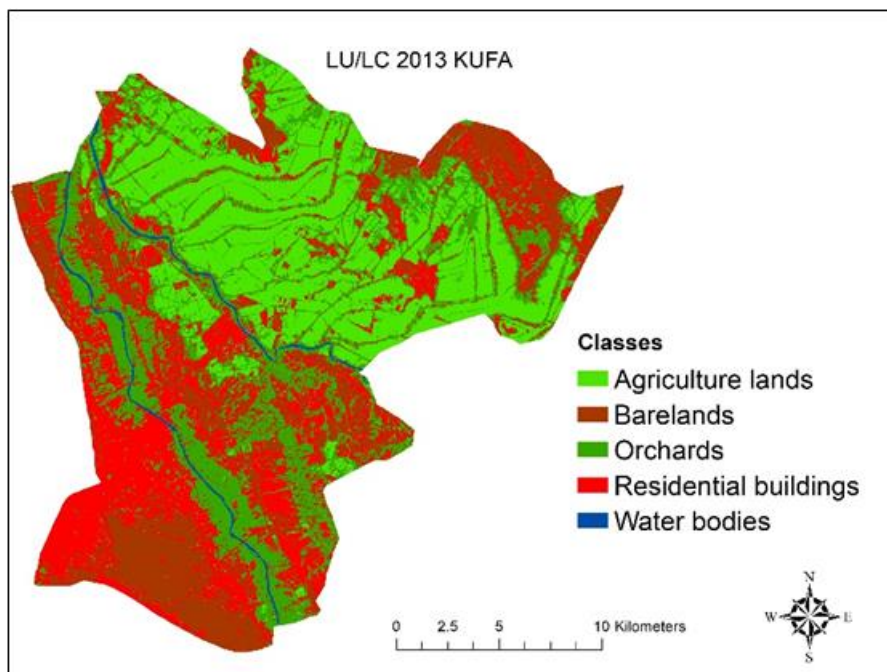 LU/LC 2013 KUFA
Classes
Agriculture lands
Barelands
Orchards
Residential buildings
Water bodies
0 2.5 5 10 Kilometers
N
W E
S